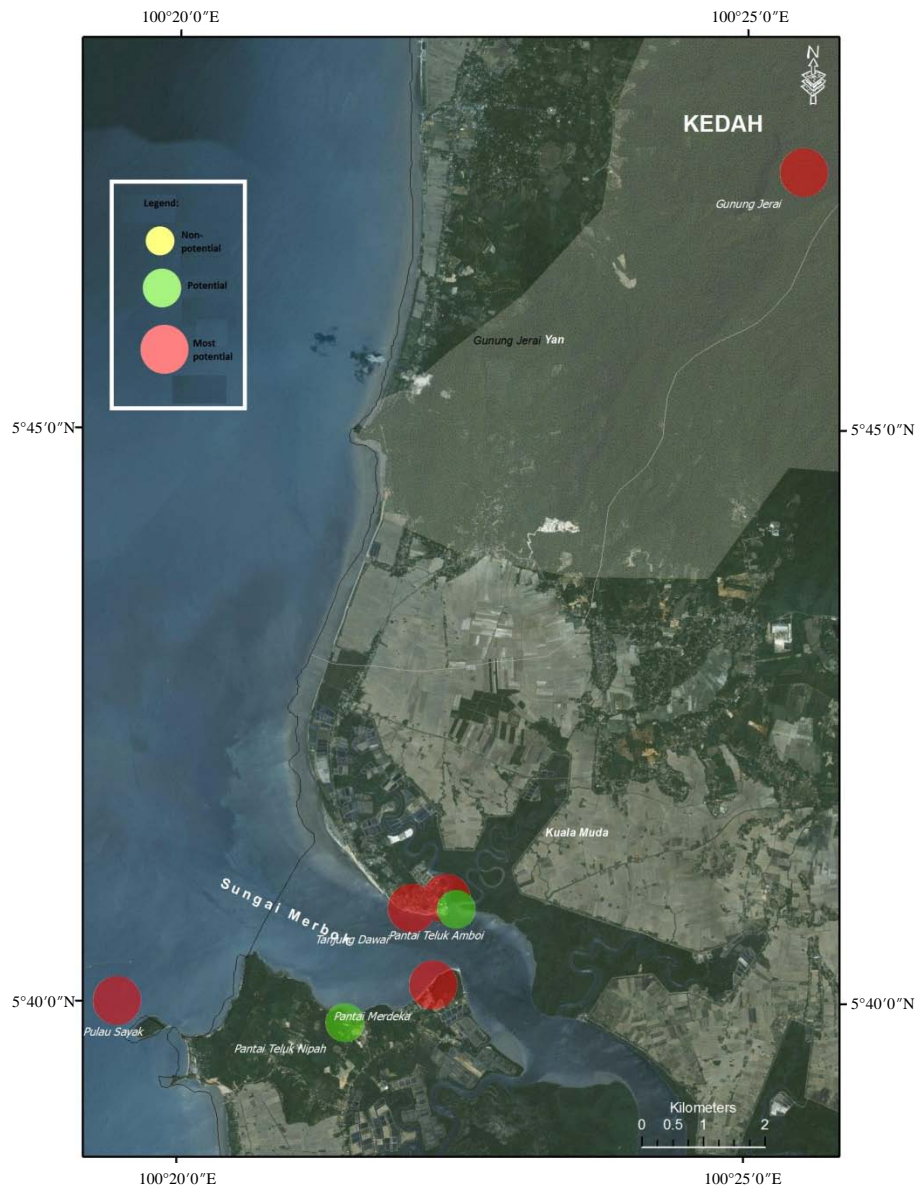 100°20'0"E
100°25'0"E
N
KEDAH
Gunung Jerai
Legend:
Non-
potential
Potential
Most
potential
Gunung Jerai Yan
5°45'0"N
5°45'0"N
Kuala Muda
Sungai Merbok
Tanjung Dawai
Pantai Teluk Amboi
5°40'0"N
5°40'0"N
Pulau Sayak
Pantai Merdeka
Pantai Teluk Nipah
Kilometers
0 0.5 1 2
100°20'0"E
100°25'0"E